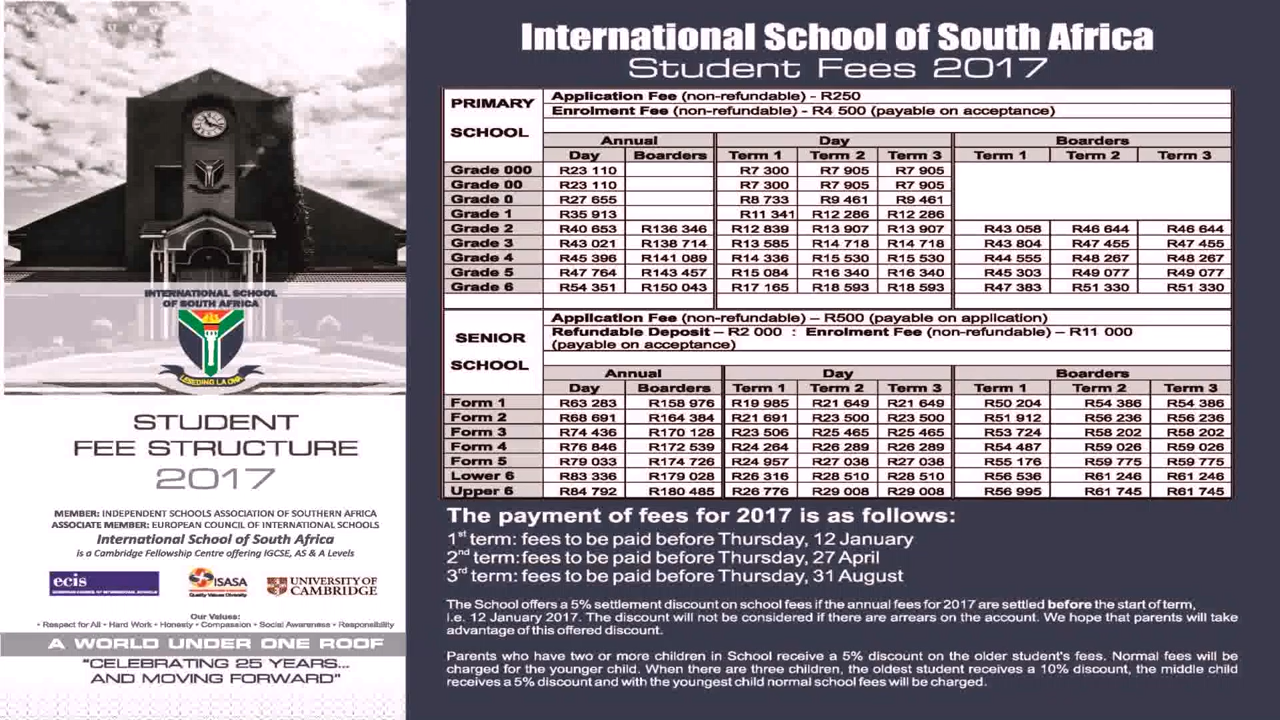 INTERNATIONAL SCHOOL
OF SOUTH AFRICA
LESEDING LA ONA
STUDENT
FEE STRUCTURE
2017
MEMBER: INDEPENDENT SCHOOLS ASSOCIATION OF SOUTHERN AFRICA
ASSOCIATE MEMBER: EUROPEAN COUNCIL OF INTERNATIONAL SCHOOLS
International School of South Africa
is a Cambridge Fellowship Centre offering IGCSE, AS & A Levels
ecis
EUROPEAN COUNCIL OF INTERNATIONAL SCHOOLS
ISASA
Quality Values Diversity
UNIVERSITY OF
CAMBRIDGE
Our Values:
• Respect for All • Hard Work • Honesty • Compassion • Social Awareness • Responsibility
A WORLD UNDER ONE ROOF
“CELEBRATING 25 YEARS...
AND MOVING FORWARD”
International School of South Africa
Student Fees 2017
PRIMARY
SCHOOL
Application Fee (non-refundable) - R250
Enrolment Fee (non-refundable) - R4 500 (payable on acceptance)
Annual Day Boarders
Day Boarders Term 1 Term 2 Term 3 Term 1 Term 2 Term 3
Grade 000 R23 110 R7 300 R7 905 R7 905
Grade 00 R23 110 R7 300 R7 905 R7 905
Grade 0 R27 655 R8 733 R9 461 R9 461
Grade 1 R35 913 R11 341 R12 286 R12 286
Grade 2 R40 653 R136 346 R12 839 R13 907 R13 907 R43 058 R46 644 R46 644
Grade 3 R43 021 R138 714 R13 585 R14 718 R14 718 R43 804 R47 455 R47 455
Grade 4 R45 396 R141 089 R14 336 R15 530 R15 530 R44 555 R48 267 R48 267
Grade 5 R47 764 R143 457 R15 084 R16 340 R16 340 R45 303 R49 077 R49 077
Grade 6 R54 351 R150 043 R17 165 R18 593 R18 593 R47 383 R51 330 R51 330
SENIOR
SCHOOL
Application Fee (non-refundable) – R500 (payable on application)
Refundable Deposit – R2 000 : Enrolment Fee (non-refundable) – R11 000
(payable on acceptance)
Annual Day Boarders
Day Boarders Term 1 Term 2 Term 3 Term 1 Term 2 Term 3
Form 1 R63 283 R158 976 R19 985 R21 649 R21 649 R50 204 R54 386 R54 386
Form 2 R68 691 R164 384 R21 691 R23 500 R23 500 R51 912 R56 236 R56 236
Form 3 R74 436 R170 128 R23 506 R25 465 R25 465 R53 724 R58 202 R58 202
Form 4 R76 846 R172 539 R24 264 R26 289 R26 289 R54 487 R59 026 R59 026
Form 5 R79 033 R174 726 R24 957 R27 038 R27 038 R55 176 R59 775 R59 775
Lower 6 R83 336 R179 028 R26 316 R28 510 R28 510 R56 536 R61 246 R61 246
Upper 6 R84 792 R180 485 R26 776 R29 008 R29 008 R56 995 R61 745 R61 745
The payment of fees for 2017 is as follows:
1st term: fees to be paid before Thursday, 12 January
2nd term: fees to be paid before Thursday, 27 April
3rd term: fees to be paid before Thursday, 31 August
The School offers a 5% settlement discount on school fees if the annual fees for 2017 are settled before the start of term,
i.e. 12 January 2017. The discount will not be considered if there are arrears on the account. We hope that parents will take
advantage of this offered discount.
Parents who have two or more children in School receive a 5% discount on the older student's fees. Normal fees will be
charged for the younger child. When there are three children, the oldest student receives a 10% discount, the middle child
receives a 5% discount and with the youngest child normal school fees will be charged.